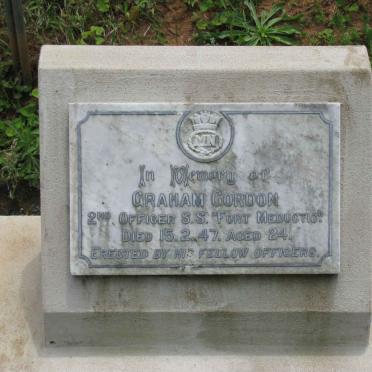 MN
In Memory of
GRAHAM GORDON
2ND OFFICER S.S. "FORT MEDUCTIC"
DIED 15.2.47. AGED 24.
ERECTED BY HIS FELLOW OFFICERS.